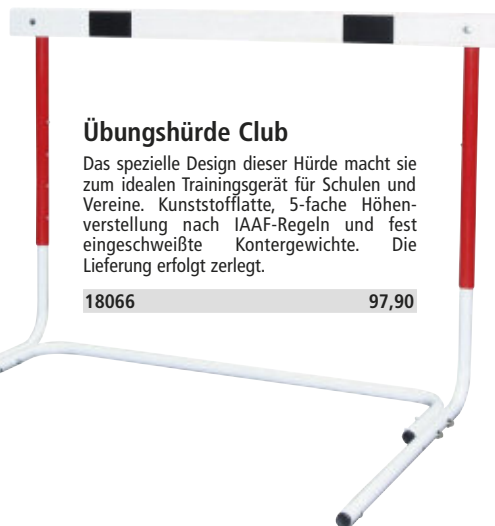 Übungshürde Club
Das spezielle Design dieser Hürde macht sie
zum idealen Trainingsgerät für Schulen und
Vereine. Kunststofflatte, 5-fache Höhen-
verstellung nach IAAF-Regeln und fest
eingeschweißte Kontergewichte. Die
Lieferung erfolgt zerlegt.
18066 97,90